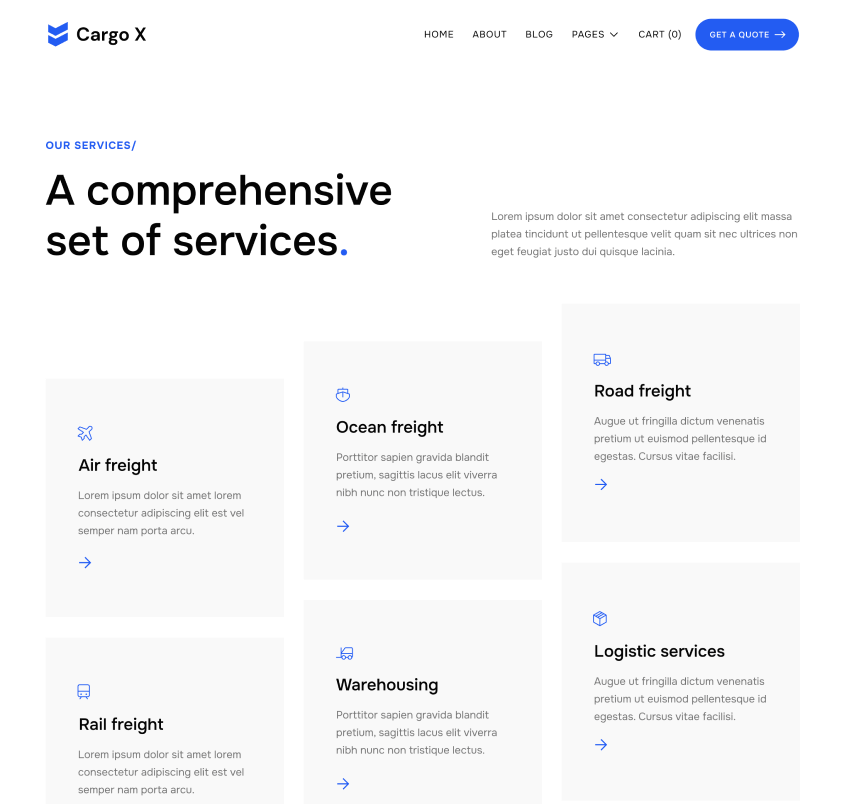 Cargo X
HOME ABOUT BLOG PAGES CART (0) GET A QUOTE
OUR SERVICES/
A comprehensive
set of services.
Lorem ipsum dolor sit amet consectetur adipiscing elit massa
platea tincidunt ut pellentesque velit quam sit nec ultrices non
eget feugiat justo dui quisque lacinia.
Air freight
Lorem ipsum dolor sit amet lorem
consectetur adipiscing elit est vel
semper nam porta arcu.
Ocean freight
Porttitor sapien gravida blandit
pretium, sagittis lacus elit viverra
nibh nunc non tristique lectus.
Road freight
Augue ut fringilla dictum venenatis
pretium ut euismod pellentesque id
egestas. Cursus vitae facilisi.
Rail freight
Lorem ipsum dolor sit amet lorem
consectetur adipiscing elit est vel
semper nam porta arcu.
Warehousing
Porttitor sapien gravida blandit
pretium, sagittis lacus elit viverra
nibh nunc non tristique lectus.
Logistic services
Augue ut fringilla dictum venenatis
pretium ut euismod pellentesque id
egestas. Cursus vitae facilisi.